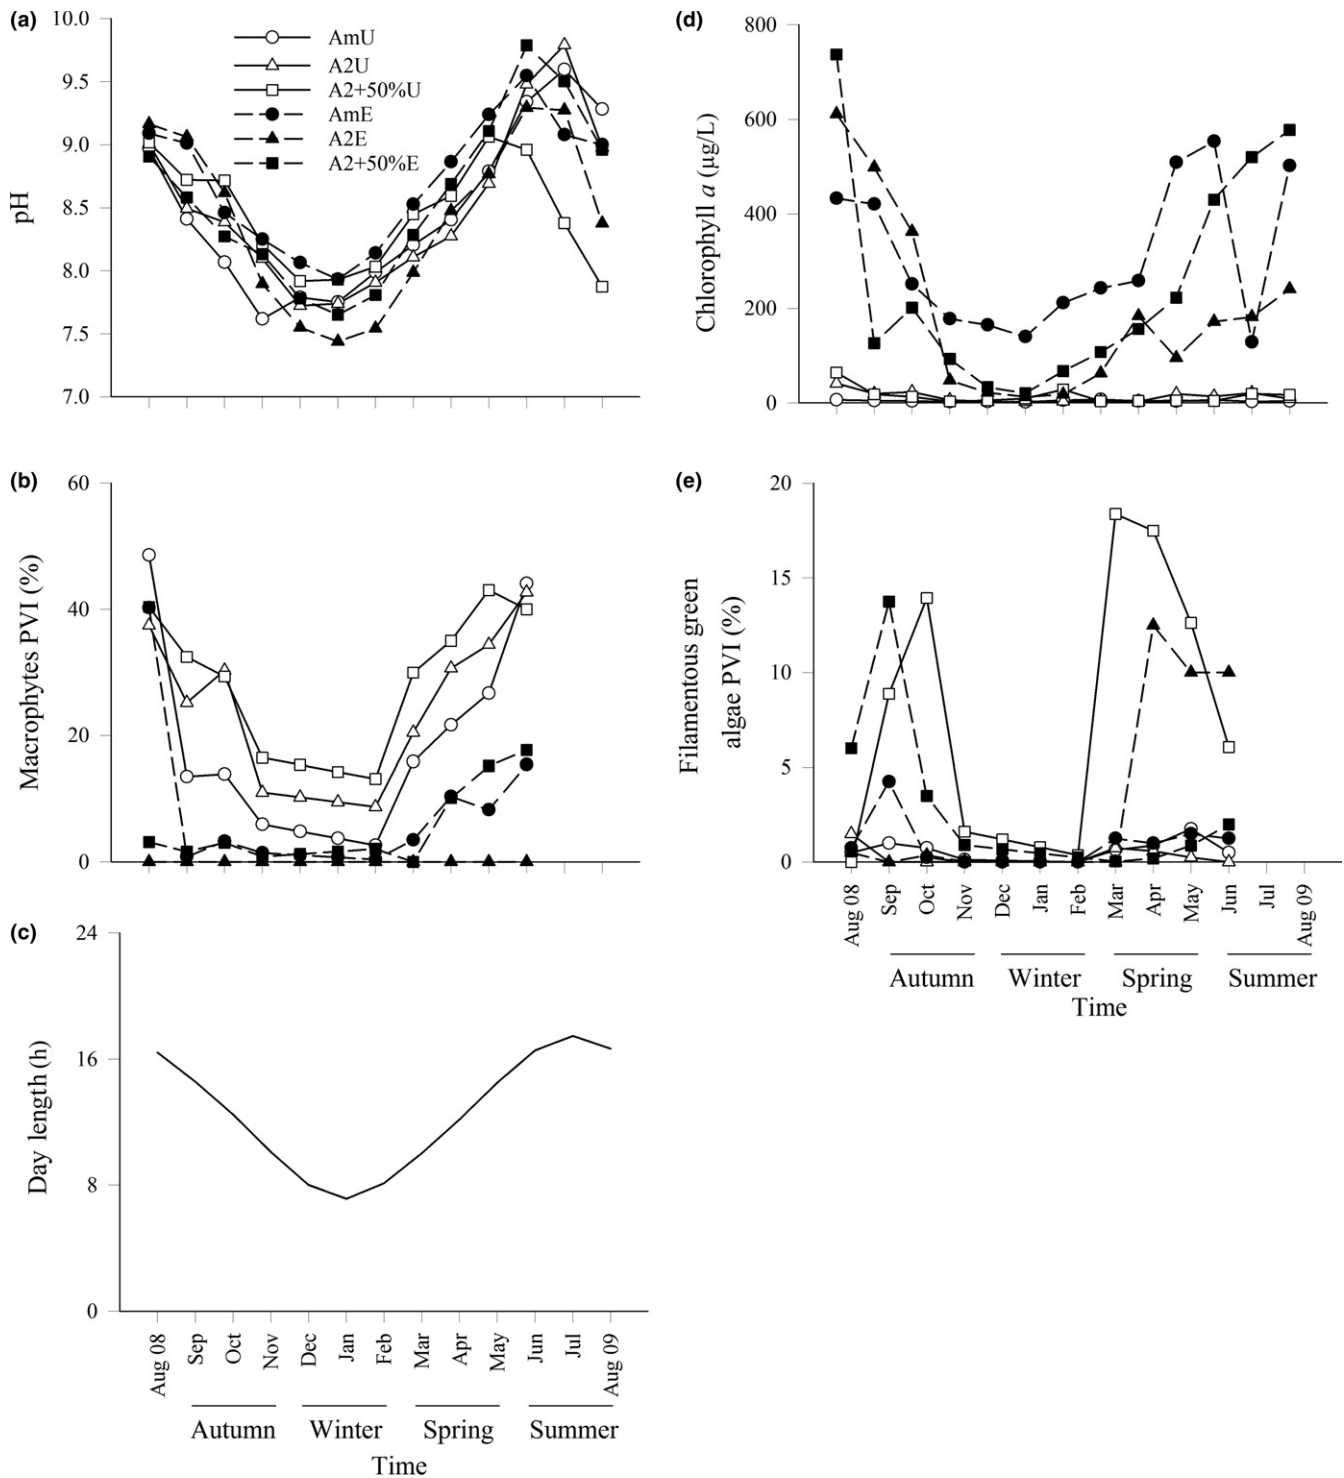 (a)
10.0
9.5
9.0
8.5
8.0
7.5
7.0
pH
AmU
A2U
A2+50%U
AmE
A2E
A2+50%E
(d)
800
600
400
200
0
Chlorophyll a (µg/L)
(b)
60
40
20
0
Macrophytes PVI (%)
(e)
20
15
10
5
0
Filamentous green
algae PVI (%)
Aug 08
Sep
Oct
Nov
Dec
Jan
Feb
Mar
Apr
May
Jun
Jul
Aug 09
Autumn
Winter
Spring
Summer
Time
(c)
24
16
8
0
Day length (h)
Aug 08
Sep
Oct
Nov
Dec
Jan
Feb
Mar
Apr
May
Jun
Jul
Aug 09
Autumn
Winter
Spring
Summer
Time